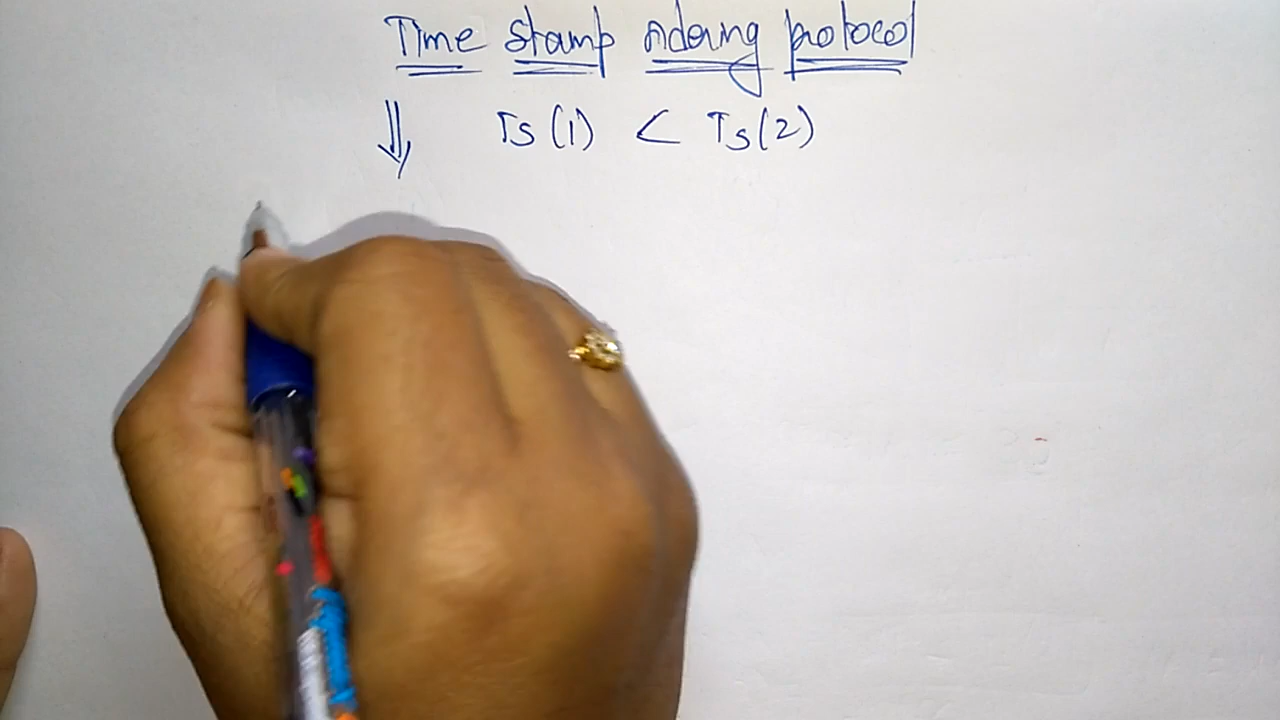 Time stamp ordering protocol
TS(1) < TS(2)